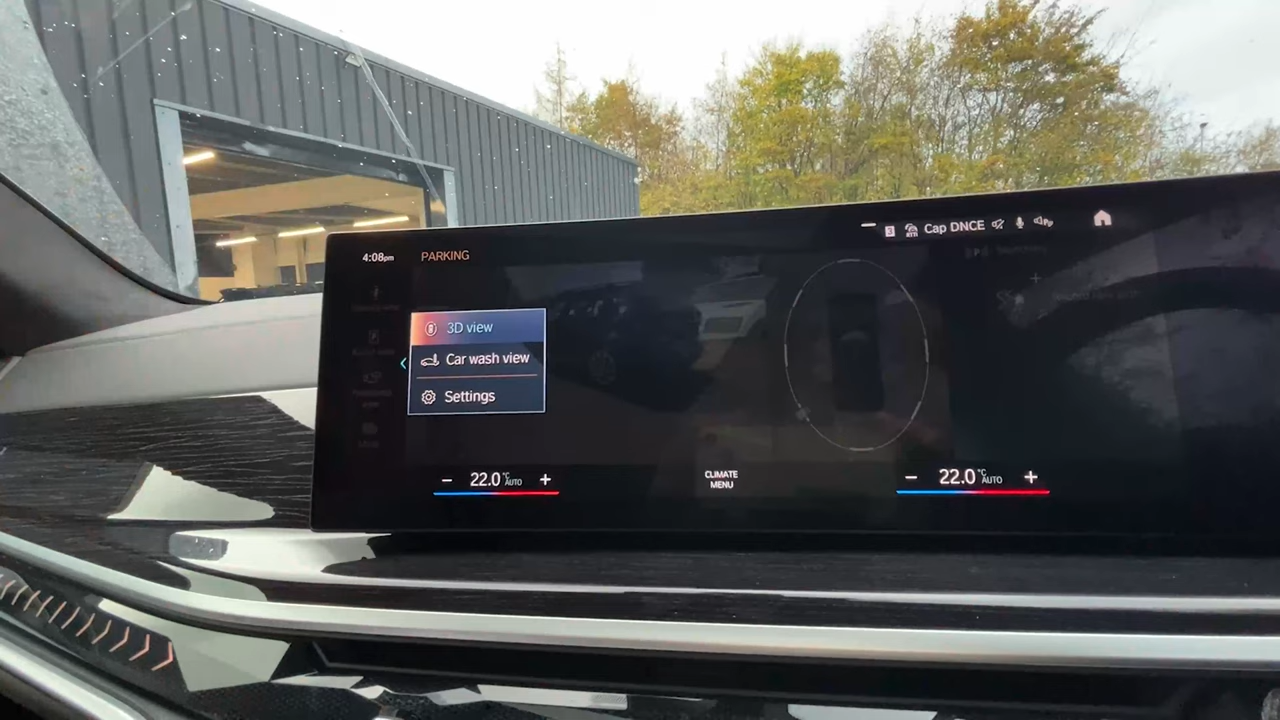 4:08pm
PARKING
3
Cap DNCE
3D view
Car wash view
Settings
− 22.0 °C AUTO +
CLIMATE
MENU
− 22.0 °C AUTO +